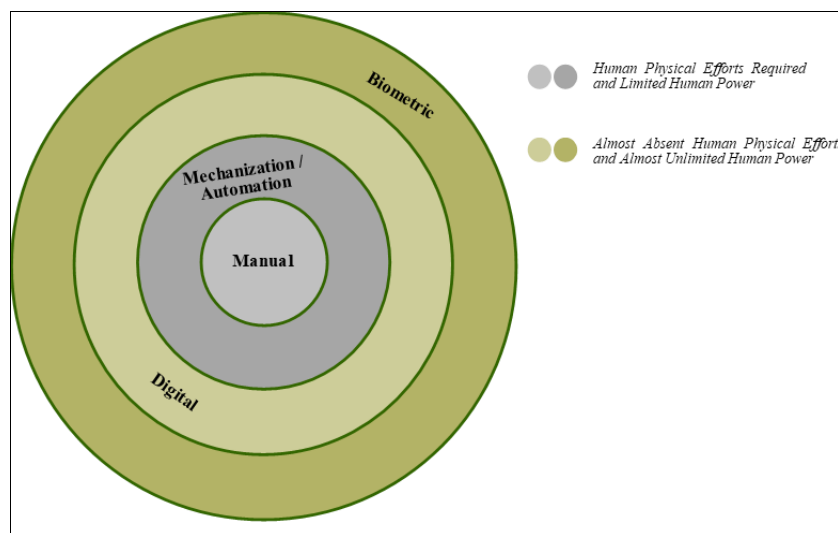 Biometric
Human Physical Efforts Required
and Limited Human Power
Almost Absent Human Physical Effort
and Almost Unlimited Human Power
Mechanization /
Automation
Manual
Digital